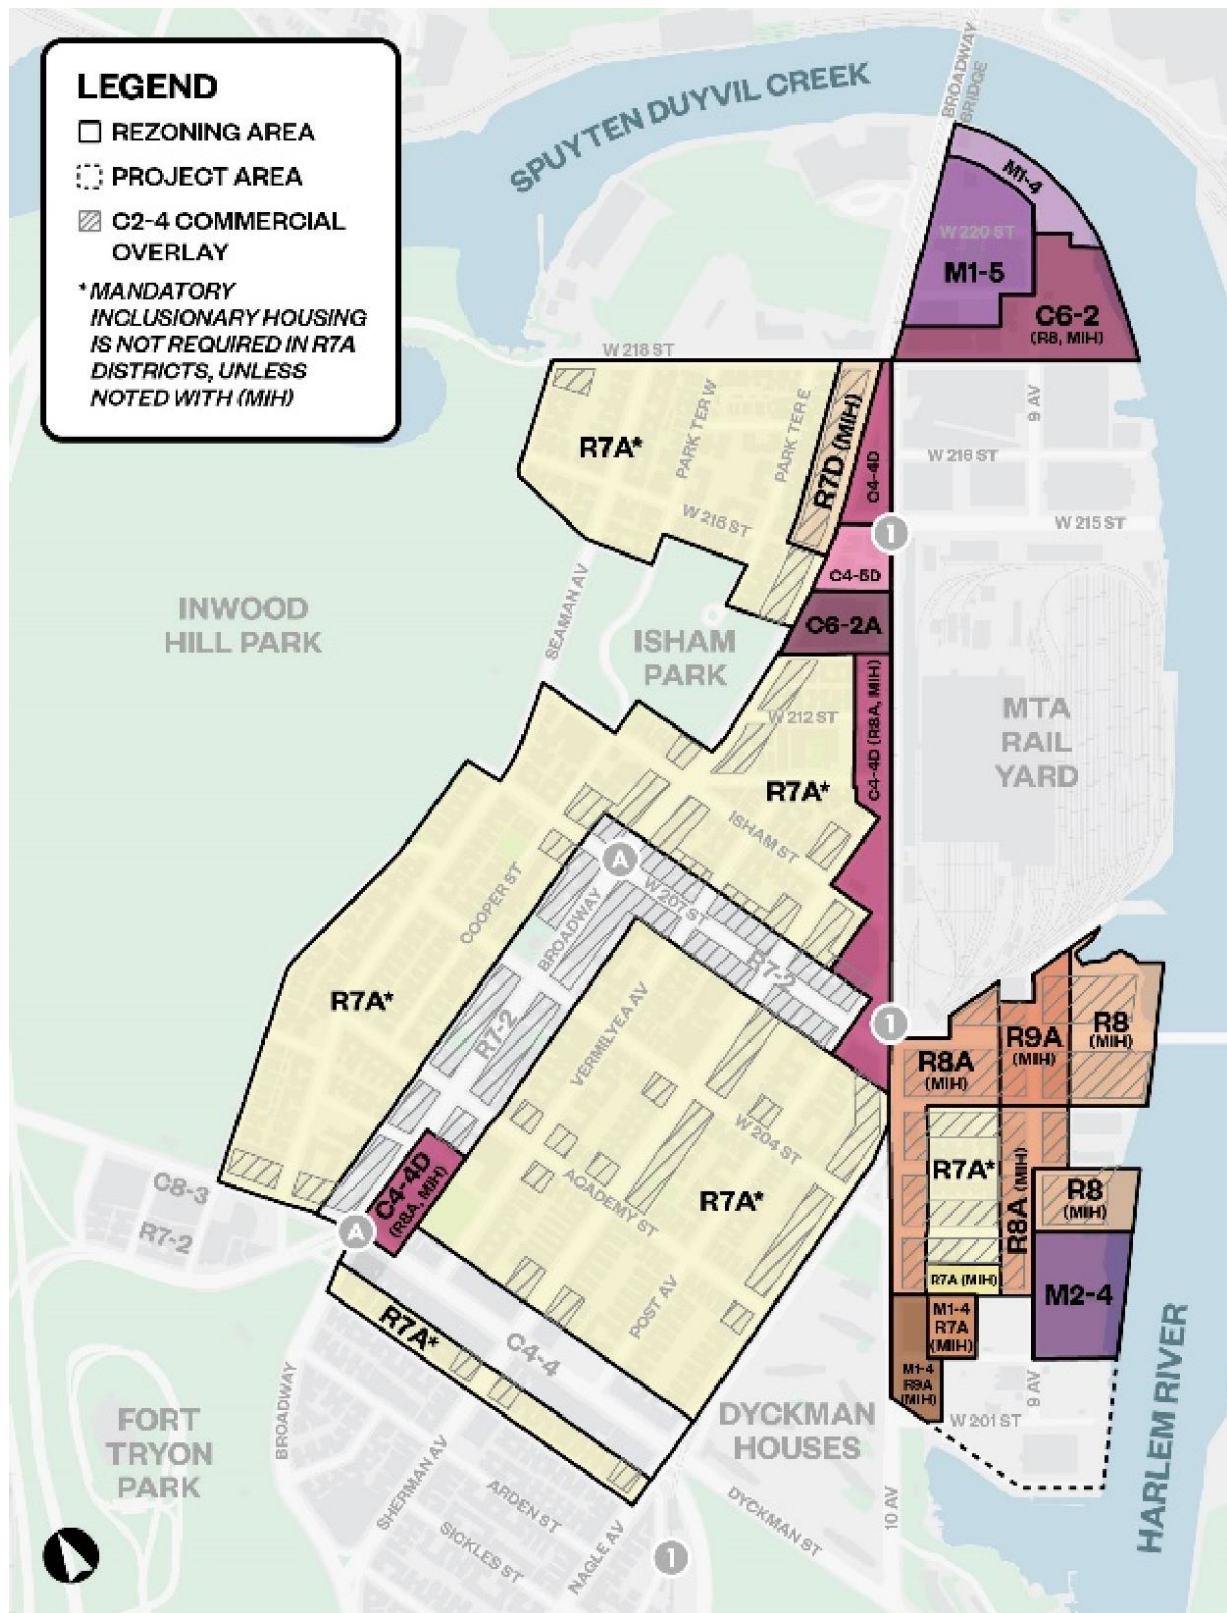 LEGEND
REZONING AREA
PROJECT AREA
C2-4 COMMERCIAL
OVERLAY
* MANDATORY
INCLUSIONARY HOUSING
IS NOT REQUIRED IN R7A
DISTRICTS, UNLESS
NOTED WITH (MIH)
SPUYTEN DUYVIL CREEK
BROADWAY
BRIDGE
M1-4
W 220 ST
M1-5
C6-2
(R8, MIH)
W 218 ST
R7A*
PARK TER W
PARK TER E
R7D (MIH)
C4-4D
9 AV
W 216 ST
W 215 ST
W 215 ST
1
C4-5D
C6-2A
INWOOD
HILL PARK
SEAMAN AV
ISHAM
PARK
W 212 ST
C4-4D (R8A, MIH)
MTA
RAIL
YARD
R7A*
ISHAM ST
A
W 207 ST
COOPER ST
BROADWAY
R7-2
R7A*
R7-2
VERMILYEA AV
1
R8A
(MIH)
R9A
(MIH)
R8
(MIH)
W 204 ST
ACADEMY ST
R7A*
R7A*
R8A (MIH)
R8
(MIH)
C8-3
R7-2
C4-4D
(R8A, MIH)
A
R7A (MIH)
M2-4
M1-4
R7A
(MIH)
M1-4
R9A
(MIH)
POST AV
R7A*
C4-4
9 AV
W 201 ST
HARLEM RIVER
FORT
TRYON
PARK
BROADWAY
DYCKMAN
HOUSES
SHERMAN AV
ARDEN ST
SICKLES ST
NAGLE AV
DYCKMAN ST
10 AV
1